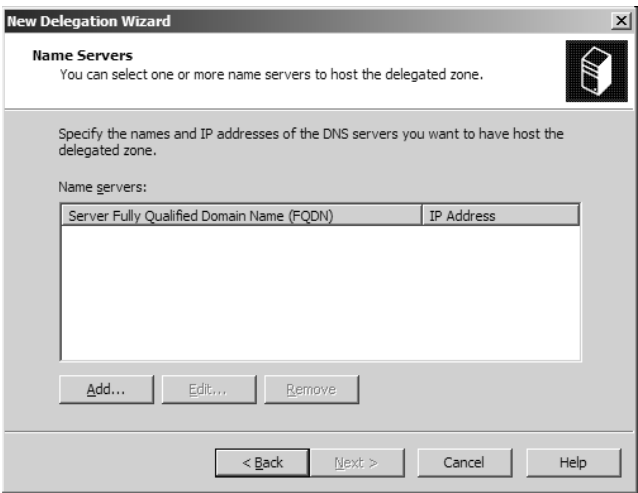 New Delegation Wizard
Name Servers
You can select one or more name servers to host the delegated zone.
Specify the names and IP addresses of the DNS servers you want to have host the
delegated zone.
Name servers:
Server Fully Qualified Domain Name (FQDN) IP Address
Add... Edit... Remove
< Back Next > Cancel Help